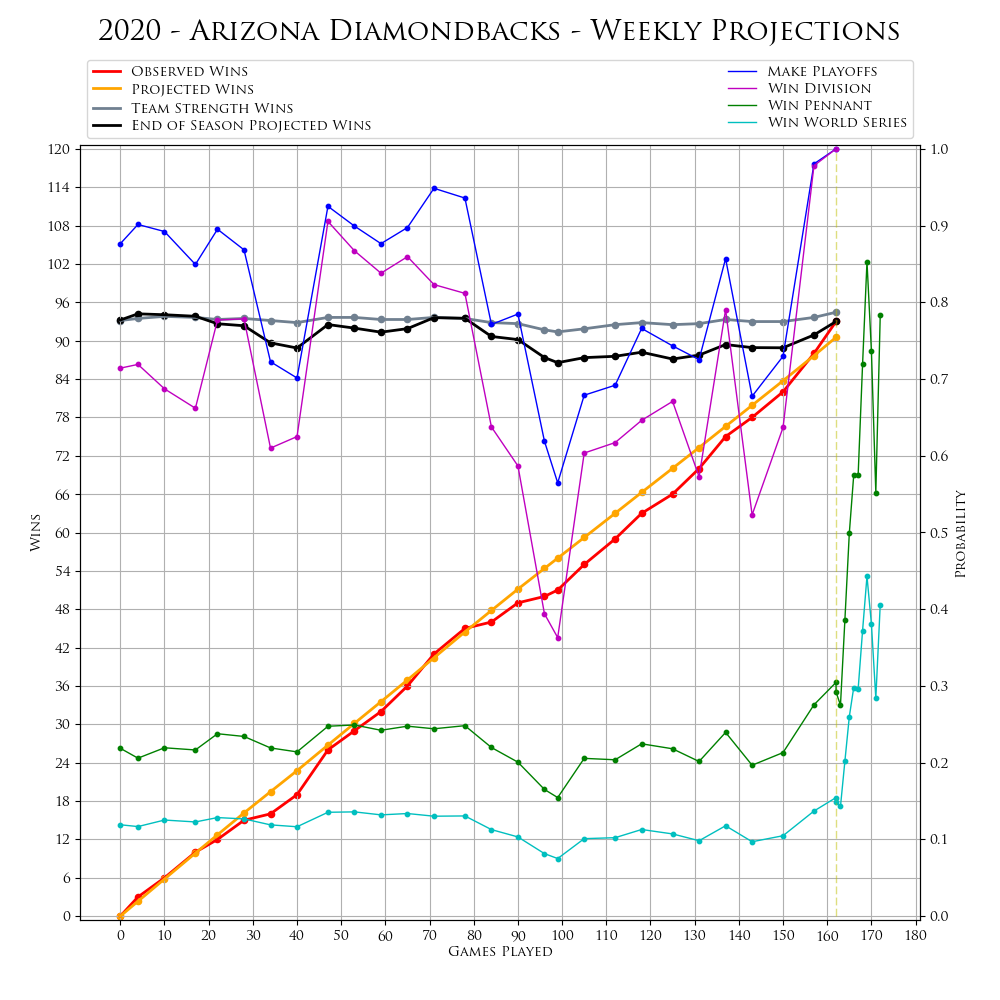 2020 - Arizona Diamondbacks - Weekly Projections
Observed Wins
Projected Wins
Team Strength Wins
End of Season Projected Wins
Make Playoffs
Win Division
Win Pennant
Win World Series
120
114
108
102
96
90
84
78
72
66
60
54
48
42
36
30
24
18
12
6
0
Wins
1.0
0.9
0.8
0.7
0.6
0.5
0.4
0.3
0.2
0.1
0.0
Probability
0 10 20 30 40 50 60 70 80 90 100 110 120 130 140 150 160 170 180
Games Played